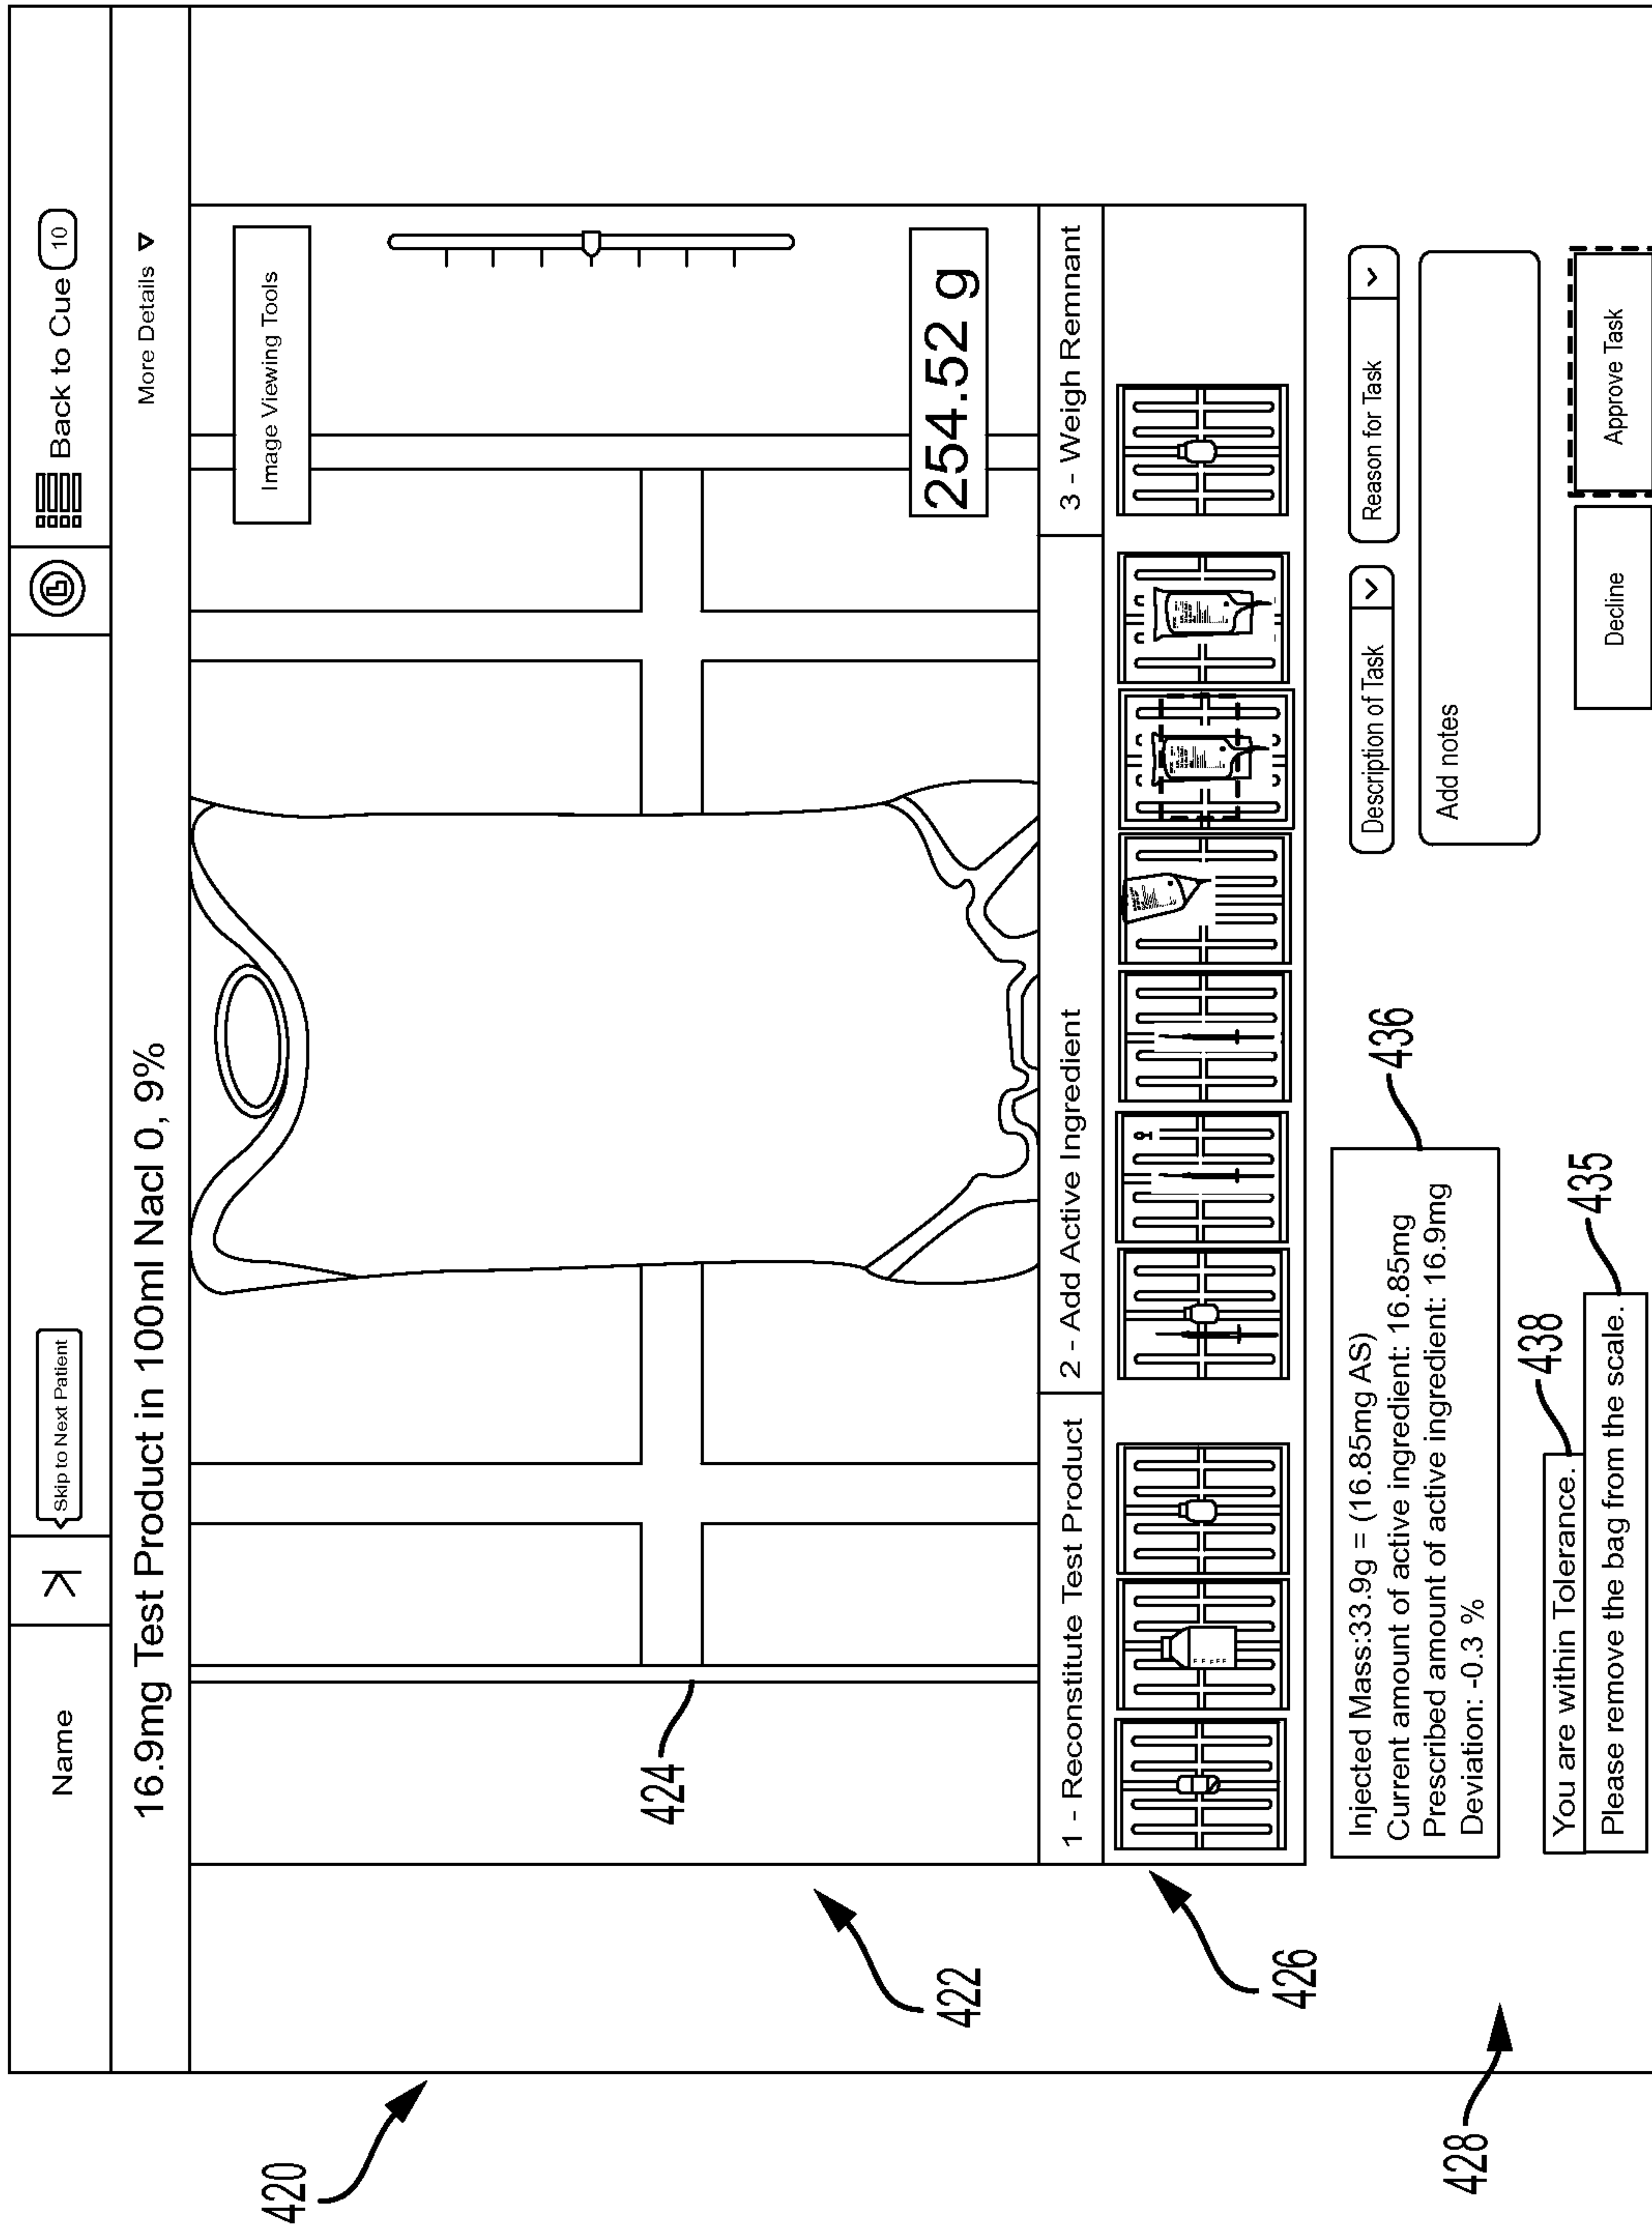 Name
Skip to Next Patient
Back to Cue 10
16.9mg Test Product in 100ml Nacl 0, 9%
More Details
Image Viewing Tools
254.52 g
1 - Reconstitute Test Product
2 - Add Active Ingredient
3 - Weigh Remnant
Injected Mass:33.9g = (16.85mg AS)
Current amount of active ingredient: 16.85mg
Prescribed amount of active ingredient: 16.9mg
Deviation: -0.3 %
You are within Tolerance.
Please remove the bag from the scale.
Description of Task
Reason for Task
Add notes
Decline
Approve Task
420
422
424
426
428
436
438
435